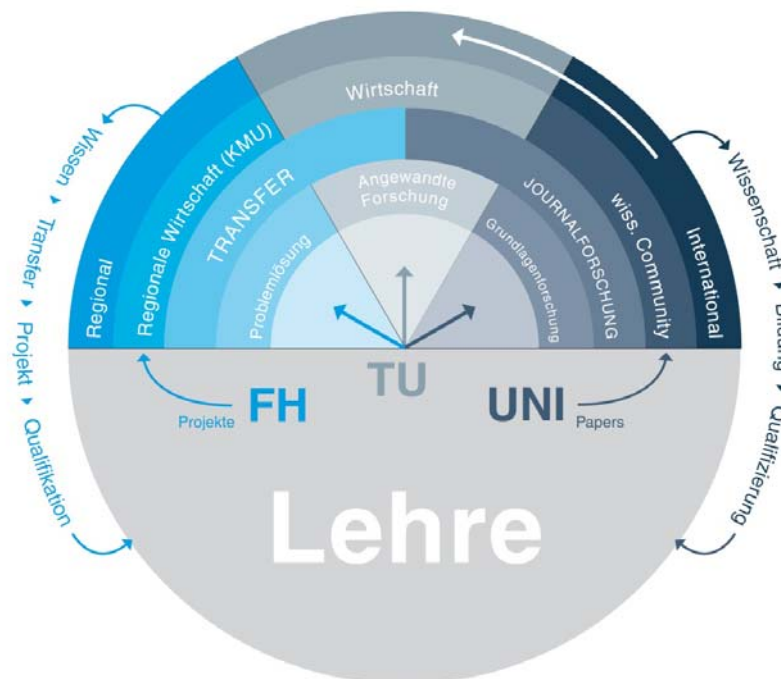 Wirtschaft
Angewandte
Forschung
Regional
Regionale Wirtschaft (KMU)
TRANSFER
Problemlösung
Grundlagenforschung
JOURNALFORSCHUNG
wiss. Community
International
Wissen ▸ Transfer ▸ Projekt ▸ Qualifikation
Wissenschaft ▸ Bildung ▸ Qualifizierung
TU
FH
Projekte
UNI
Papers
Lehre